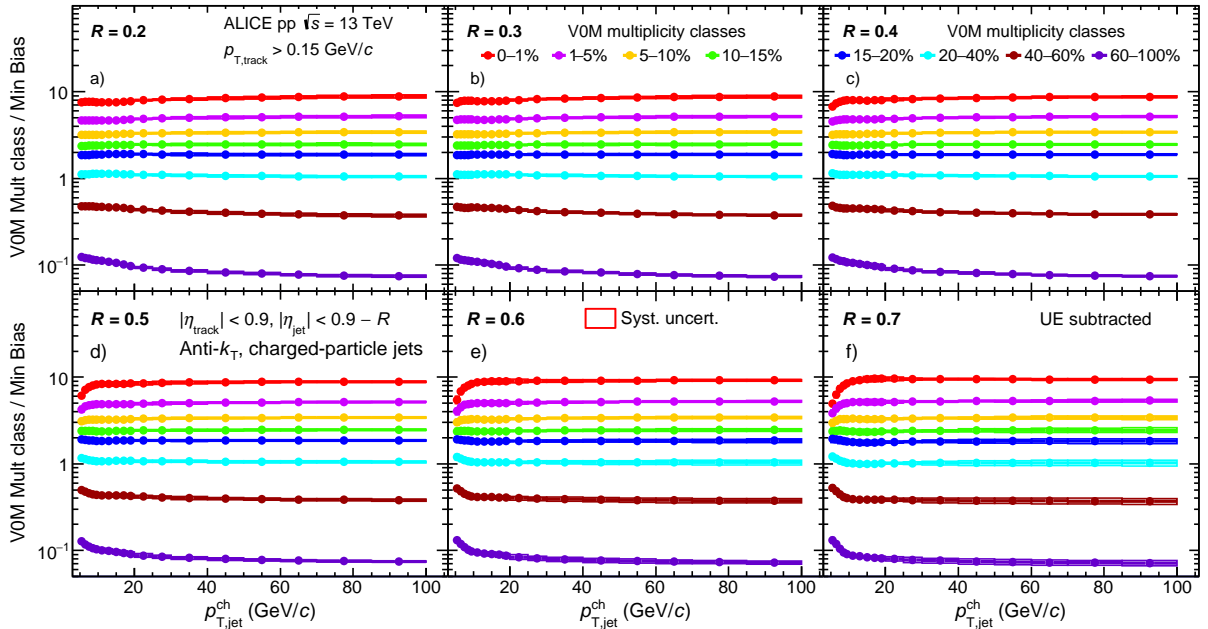 R = 0.2
ALICE pp √s = 13 TeV
p_T,track > 0.15 GeV/c
a)
R = 0.3
V0M multiplicity classes
0–1% 1–5% 5–10% 10–15%
b)
R = 0.4
V0M multiplicity classes
15–20% 20–40% 40–60% 60–100%
c)
V0M Mult class / Min Bias
10
1
10⁻¹
R = 0.5
|η_track| < 0.9, |η_jet| < 0.9 – R
d)
Anti-k_T, charged-particle jets
R = 0.6
Syst. uncert.
e)
R = 0.7
UE subtracted
f)
V0M Mult class / Min Bias
10
1
10⁻¹
20 40 60 80 100
20 40 60 80 100
20 40 60 80 100
p^ch_T,jet (GeV/c)
p^ch_T,jet (GeV/c)
p^ch_T,jet (GeV/c)